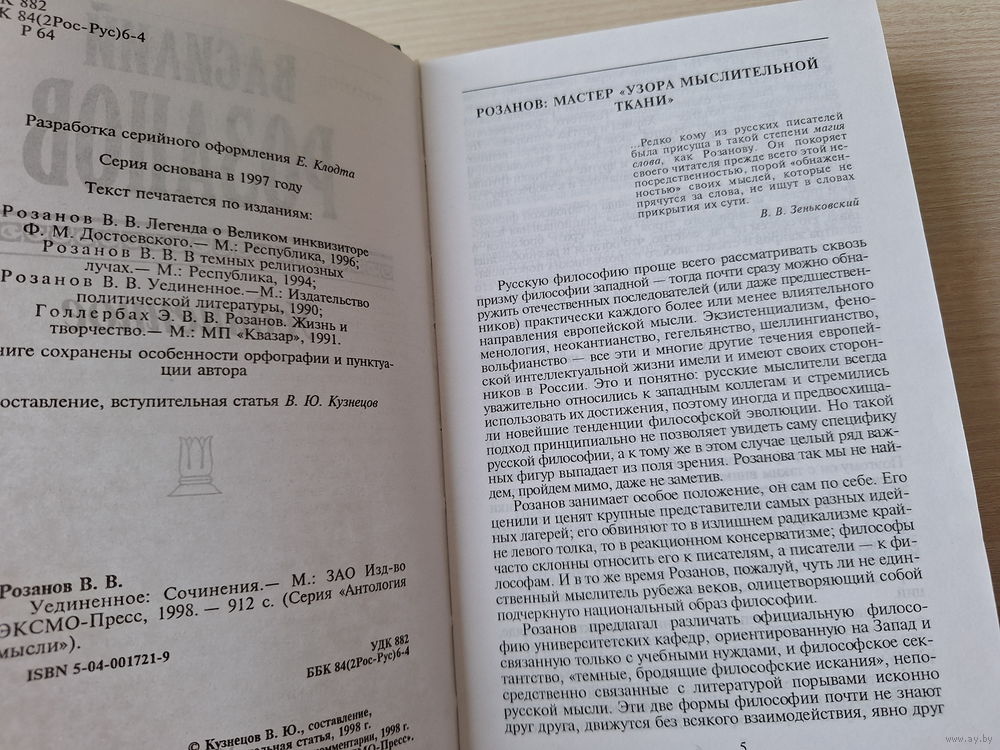 К 882
К 84(2Рос-Рус)6-4
Р 64
ВАСИЛИЙ
РОЗАНОВ
Разработка серийного оформления Е. Клодта
Серия основана в 1997 году
Текст печатается по изданиям:
Розанов В. В. Легенда о Великом инквизиторе
Ф. М. Достоевского.— М.: Республика, 1996;
Розанов В. В. В темных религиозных
лучах.— М.: Республика, 1994;
Розанов В. В. Уединенное.—М.: Издательство
политической литературы, 1990;
Голлербах Э. В. В. Розанов. Жизнь и
творчество.— М.: МП «Квазар», 1991.
ниге сохранены особенности орфографии и пунктуа-
ции автора
оставление, вступительная статья В. Ю. Кузнецов
Розанов В. В.
Уединенное: Сочинения.— М.: ЗАО Изд-во
ЭКСМО-Пресс, 1998. — 912 с. (Серия «Антология
мысли»).
ISBN 5-04-001721-9
УДК 882
ББК 84(2Рос-Рус)6-4
© Кузнецов В. Ю., составление,
тельная статья, 1998 г.
комментарии, 1998 г.
МО-Пресс».
РОЗАНОВ: МАСТЕР «УЗОРА МЫСЛИТЕЛЬНОЙ
ТКАНИ»
...Редко кому из русских писателей
была присуща в такой степени магия
слова, как Розанову. Он покоряет
своего читателя прежде всего этой не-
посредственностью, порой «обнажен-
ностью» своих мыслей, которые не
прячутся за слова, не ищут в словах
прикрытия их сути.
В. В. Зеньковский
Русскую философию проще всего рассматривать сквозь
призму философии западной — тогда почти сразу можно обна-
ружить отечественных последователей (или даже предшествен-
ников) практически каждого более или менее влиятельного
направления европейской мысли. Экзистенциализм, фено-
менология, неокантианство, гегельянство, шеллингианство,
вольфианство — все эти и многие другие течения европей-
ской интеллектуальной жизни имели и имеют своих сторон-
ников в России. Это и понятно: русские мыслители всегда
уважительно относились к западным коллегам и стремились
использовать их достижения, поэтому иногда и предвосхища-
ли новейшие тенденции философской эволюции. Но такой
подход принципиально не позволяет увидеть саму специфику
русской философии, а к тому же в этом случае целый ряд важ-
ных фигур выпадает из поля зрения. Розанова так мы не най-
дем, пройдем мимо, даже не заметив.
Розанов занимает особое положение, он сам по себе. Его
ценили и ценят крупные представители самых разных идей-
ных лагерей; его обвиняют то в излишнем радикализме край-
не левого толка, то в реакционном консерватизме; философы
часто склонны относить его к писателям, а писатели — к фи-
лософам. И в то же время Розанов, пожалуй, чуть ли не един-
ственный мыслитель рубежа веков, олицетворяющий собой
подчеркнуто национальный образ философии.
Розанов предлагал различать официальную филосо-
фию университетских кафедр, ориентированную на Запад и
связанную только с учебными нуждами, и философское сек-
тантство, «темные, бродящие философские искания», непо-
средственно связанные с литературой порывами исконно
русской мысли. Эти две формы философии почти не знают
друг друга, движутся без всякого взаимодействия, явно друг
5
www.ay.by